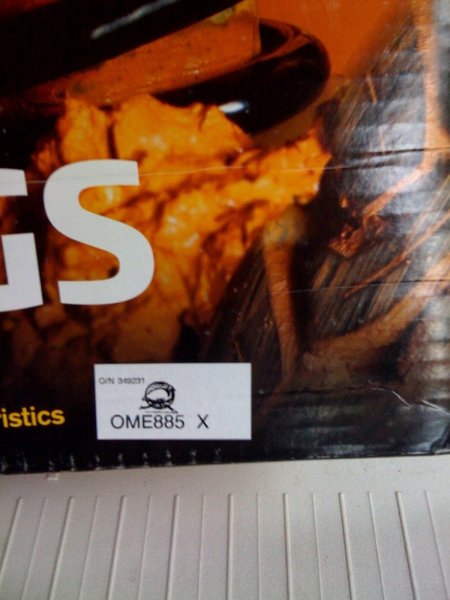 GS
O/N 349231
ristics
OME885 X